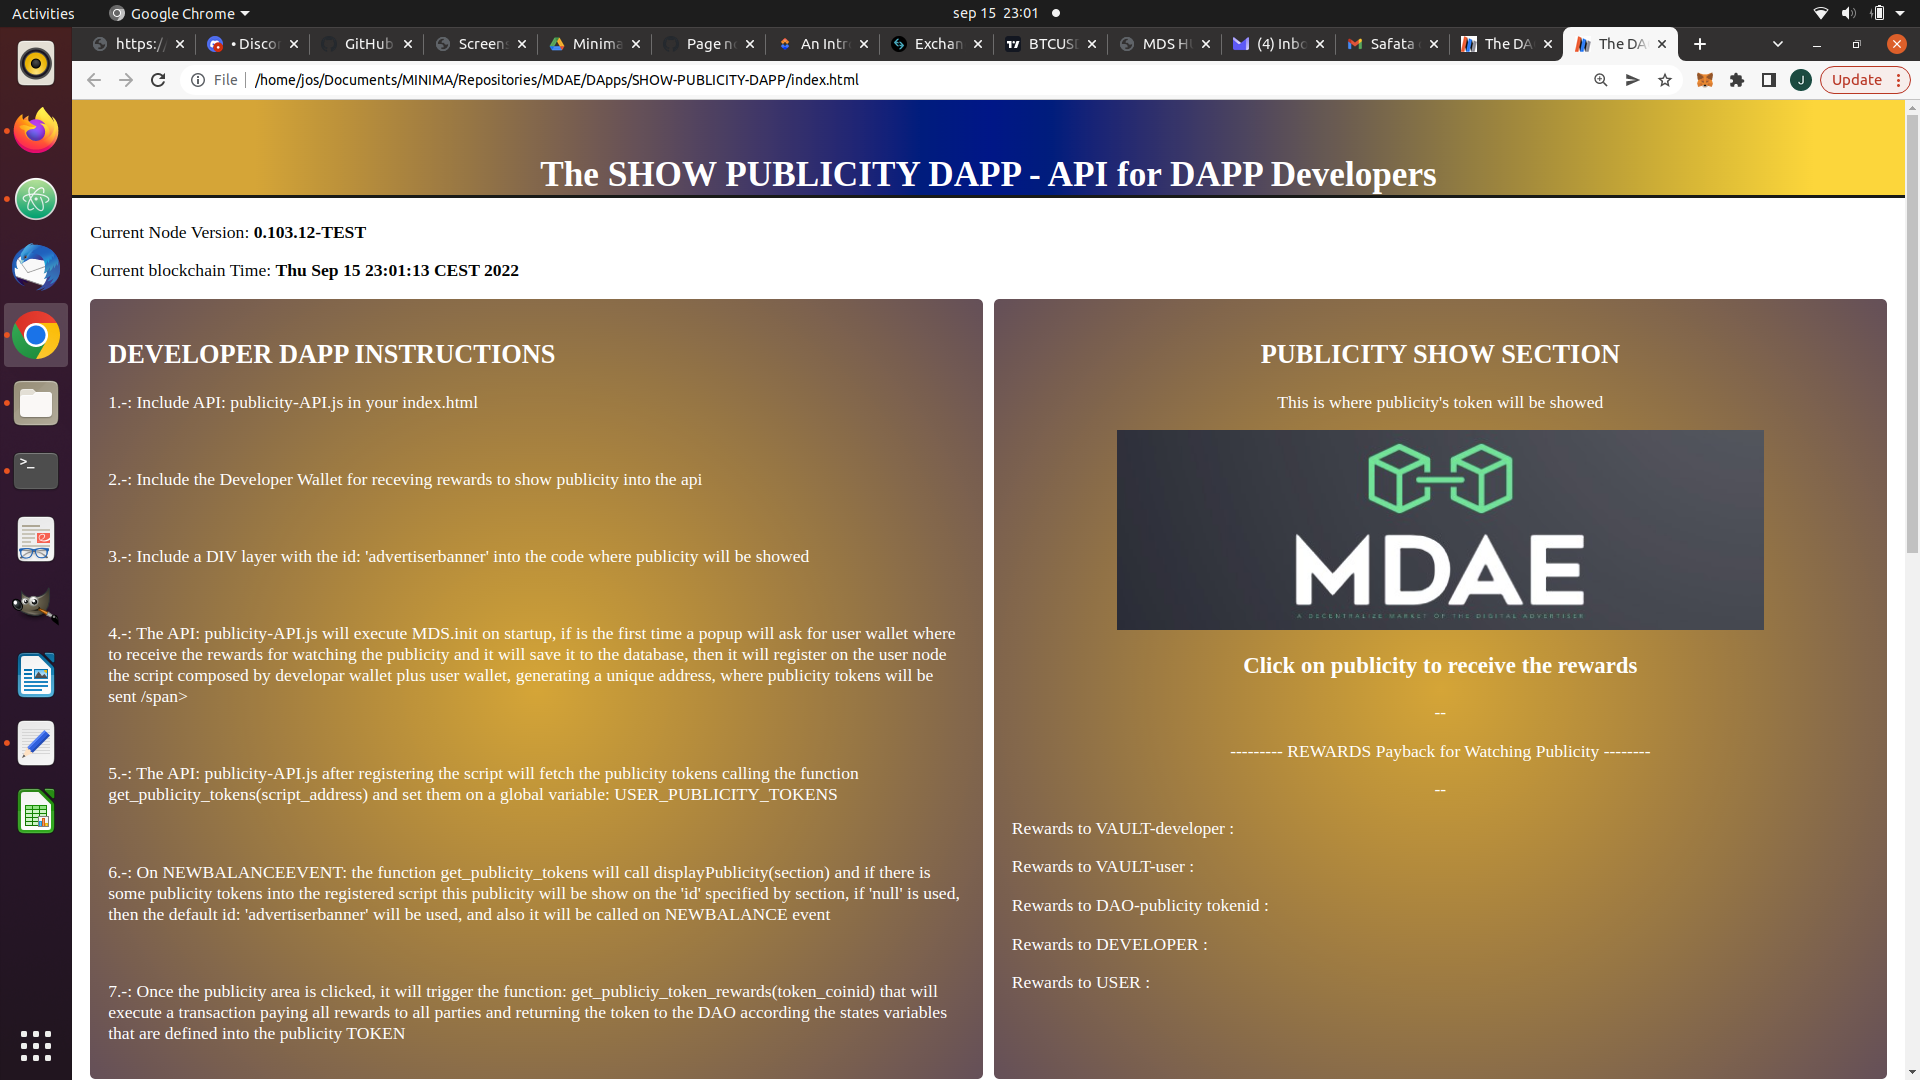 Activities
Google Chrome
sep 15 23:01
https:/
• Disco
GitHub
Screens
Minima
Page n
An Intr
Exchan
BTCUS
MDS H
(4) Inb
Safata
The DA
The DA
File
/home/jos/Documents/MINIMA/Repositories/MDAE/DApps/SHOW-PUBLICITY-DAPP/index.html
J
Update
The SHOW PUBLICITY DAPP - API for DAPP Developers
Current Node Version: 0.103.12-TEST
Current blockchain Time: Thu Sep 15 23:01:13 CEST 2022
DEVELOPER DAPP INSTRUCTIONS
1.-: Include API: publicity-API.js in your index.html
2.-: Include the Developer Wallet for receving rewards to show publicity into the api
3.-: Include a DIV layer with the id: 'advertiserbanner' into the code where publicity will be showed
4.-: The API: publicity-API.js will execute MDS.init on startup, if is the first time a popup will ask for user wallet where
to receive the rewards for watching the publicity and it will save it to the database, then it will register on the user node
the script composed by developar wallet plus user wallet, generating a unique address, where publicity tokens will be
sent /span>
5.-: The API: publicity-API.js after registering the script will fetch the publicity tokens calling the function
get_publicity_tokens(script_address) and set them on a global variable: USER_PUBLICITY_TOKENS
6.-: On NEWBALANCEEVENT: the function get_publicity_tokens will call displayPublicity(section) and if there is
some publicity tokens into the registered script this publicity will be show on the 'id' specified by section, if 'null' is used,
then the default id: 'advertiserbanner' will be used, and also it will be called on NEWBALANCE event
7.-: Once the publicity area is clicked, it will trigger the function: get_publiciy_token_rewards(token_coinid) that will
execute a transaction paying all rewards to all parties and returning the token to the DAO according the states variables
that are defined into the publicity TOKEN
PUBLICITY SHOW SECTION
This is where publicity's token will be showed
MDAE
A DECENTRALIZE MARKET OF THE DIGITAL ADVERTISER
Click on publicity to receive the rewards
--
--------- REWARDS Payback for Watching Publicity --------
--
Rewards to VAULT-developer :
Rewards to VAULT-user :
Rewards to DAO-publicity tokenid :
Rewards to DEVELOPER :
Rewards to USER :